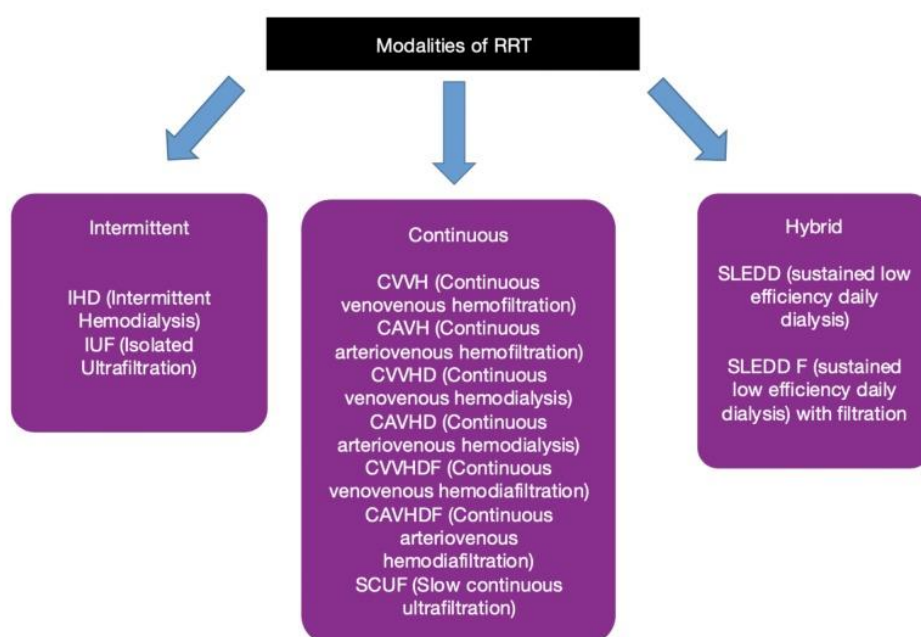 Modalities of RRT
Intermittent
IHD (Intermittent
Hemodialysis)
IUF (Isolated
Ultrafiltration)
Continuous
CVVH (Continuous
venovenous hemofiltration)
CAVH (Continuous
arteriovenous hemofiltration)
CVVHD (Continuous
venovenous hemodialysis)
CAVHD (Continuous
arteriovenous hemodialysis)
CVVHDF (Continuous
venovenous hemodiafiltration)
CAVHDF (Continuous
arteriovenous
hemodiafiltration)
SCUF (Slow continuous
ultrafiltration)
Hybrid
SLEDD (sustained low
efficiency daily
dialysis)
SLEDD F (sustained
low efficiency daily
dialysis) with filtration